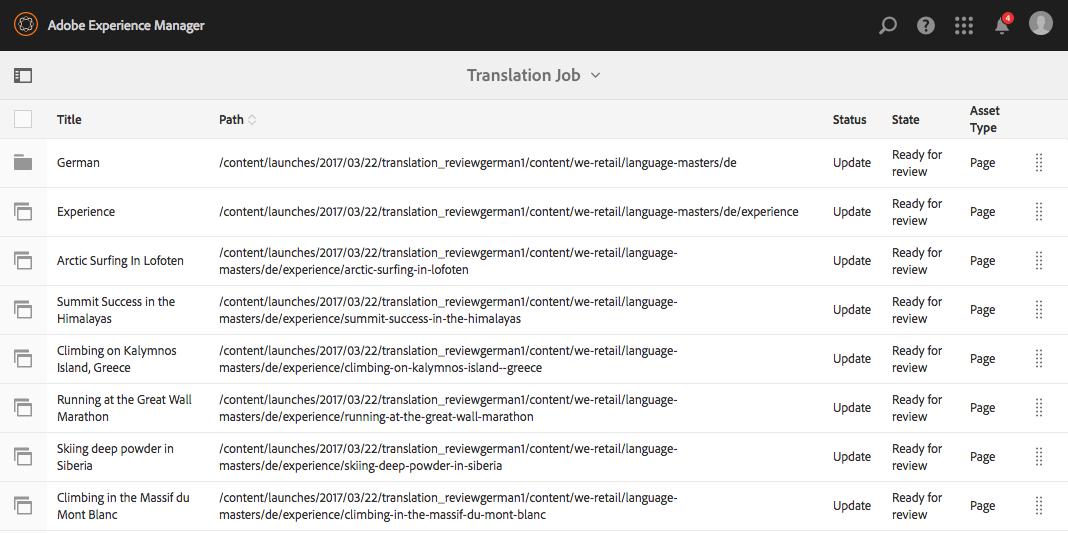 Adobe Experience Manager
4
Translation Job
Title Path Status State Asset
Type
German /content/launches/2017/03/22/translation_reviewgerman1/content/we-retail/language-masters/de Update Ready for
review Page
Experience /content/launches/2017/03/22/translation_reviewgerman1/content/we-retail/language-masters/de/experience Update Ready for
review Page
Arctic Surfing In Lofoten /content/launches/2017/03/22/translation_reviewgerman1/content/we-retail/language-
masters/de/experience/arctic-surfing-in-lofoten Update Ready for
review Page
Summit Success in the
Himalayas /content/launches/2017/03/22/translation_reviewgerman1/content/we-retail/language-
masters/de/experience/summit-success-in-the-himalayas Update Ready for
review Page
Climbing on Kalymnos
Island, Greece /content/launches/2017/03/22/translation_reviewgerman1/content/we-retail/language-
masters/de/experience/climbing-on-kalymnos-island--greece Update Ready for
review Page
Running at the Great Wall
Marathon /content/launches/2017/03/22/translation_reviewgerman1/content/we-retail/language-
masters/de/experience/running-at-the-great-wall-marathon Update Ready for
review Page
Skiing deep powder in
Siberia /content/launches/2017/03/22/translation_reviewgerman1/content/we-retail/language-
masters/de/experience/skiing-deep-powder-in-siberia Update Ready for
review Page
Climbing in the Massif du
Mont Blanc /content/launches/2017/03/22/translation_reviewgerman1/content/we-retail/language-
masters/de/experience/climbing-in-the-massif-du-mont-blanc Update Ready for
review Page